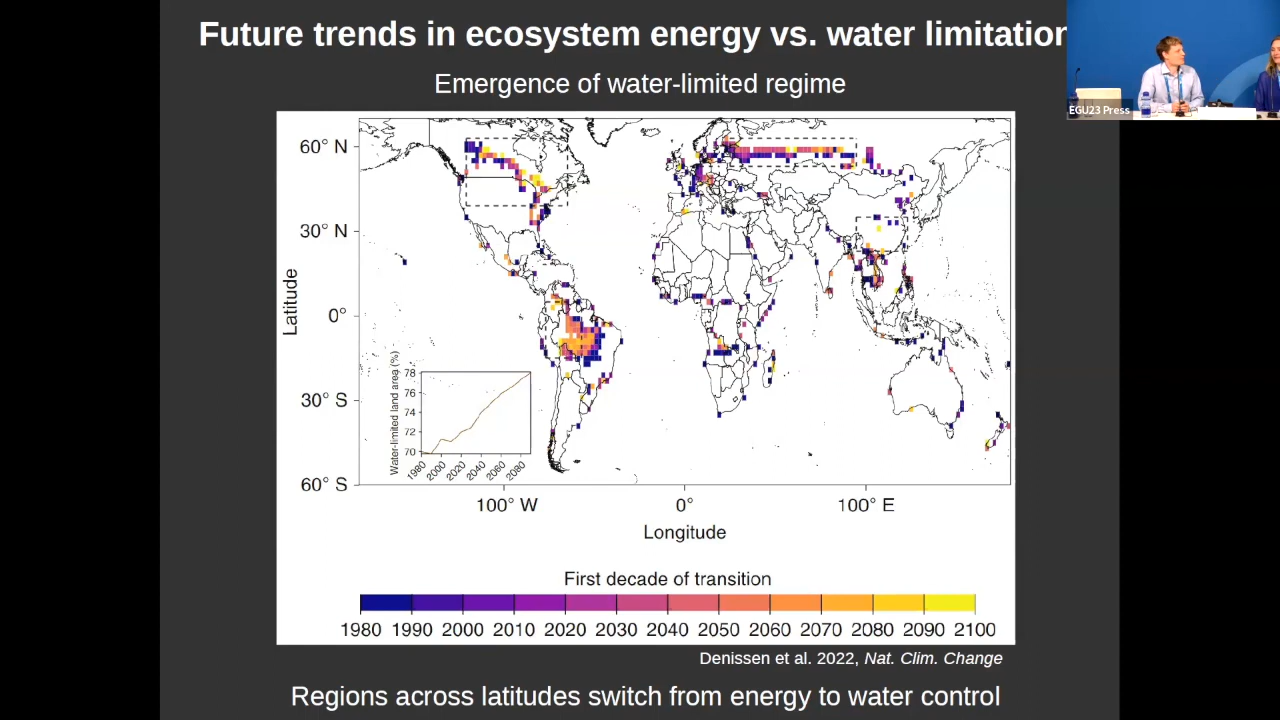 Future trends in ecosystem energy vs. water limitation
EGU23 Press
Emergence of water-limited regime
60° N
30° N
0°
30° S
60° S
Latitude
Water-limited land area (%)
78
76
74
72
70
1980
2000
2020
2040
2060
2080
100° W
0°
100° E
Longitude
First decade of transition
1980 1990 2000 2010 2020 2030 2040 2050 2060 2070 2080 2090 2100
Denissen et al. 2022, Nat. Clim. Change
Regions across latitudes switch from energy to water control